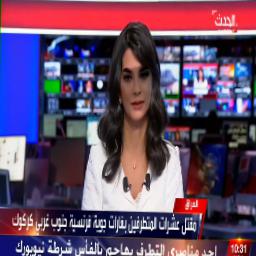 الحدث
العراق
مقتل عشرات المتطرفين بغارات جوية فرنسية جنوب غربي كركوك
احد مناصري التطرف يهاجم بالفأس شرطة نيويورك
10:31